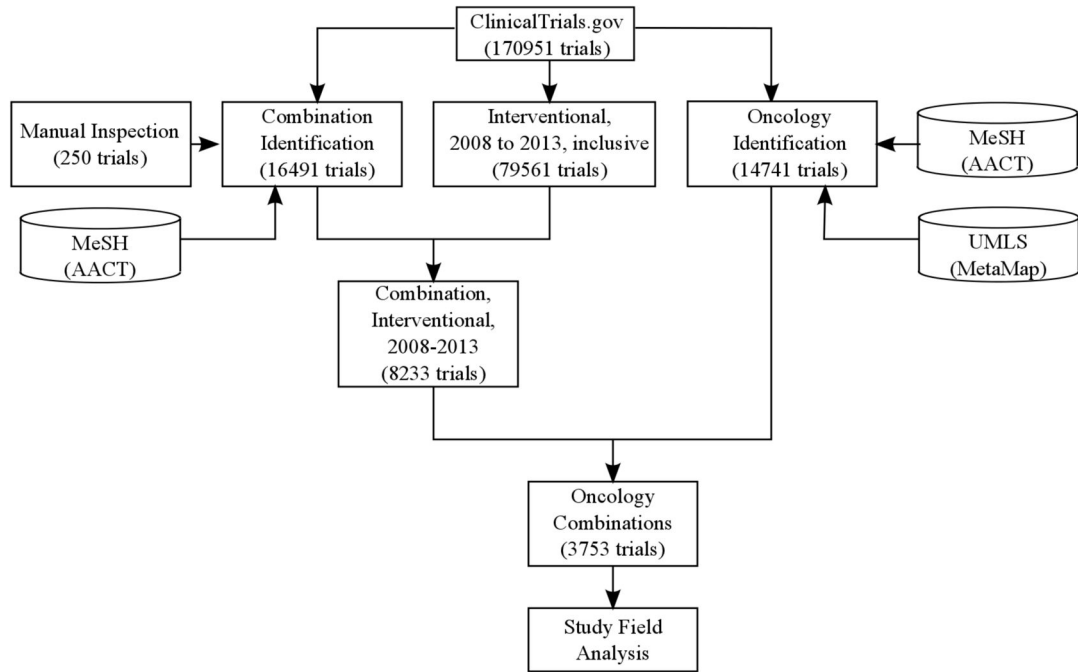 ClinicalTrials.gov
(170951 trials)
Manual Inspection
(250 trials)
Combination
Identification
(16491 trials)
Interventional,
2008 to 2013, inclusive
(79561 trials)
Oncology
Identification
(14741 trials)
MeSH
(AACT)
MeSH
(AACT)
UMLS
(MetaMap)
Combination,
Interventional,
2008-2013
(8233 trials)
Oncology
Combinations
(3753 trials)
Study Field
Analysis